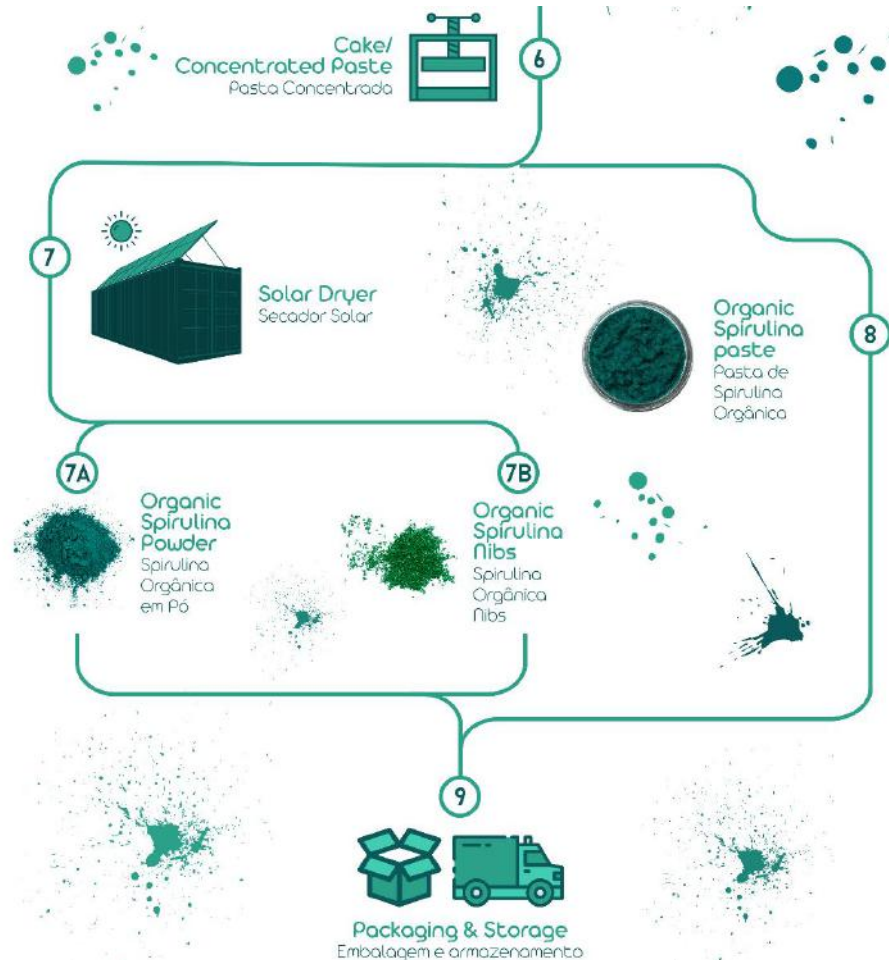 Cake/
Concentrated Paste
Pasta Concentrada
6
7
Solar Dryer
Secador Solar
Organic
Spirulina
paste
Pasta de
Spirulina
Orgânica
8
7A
Organic
Spirulina
Powder
Spirulina
Orgânica
em Pó
7B
Organic
Spirulina
Nibs
Spirulina
Orgânica
Nibs
9
Packaging & Storage
Embalagem e armazenamento